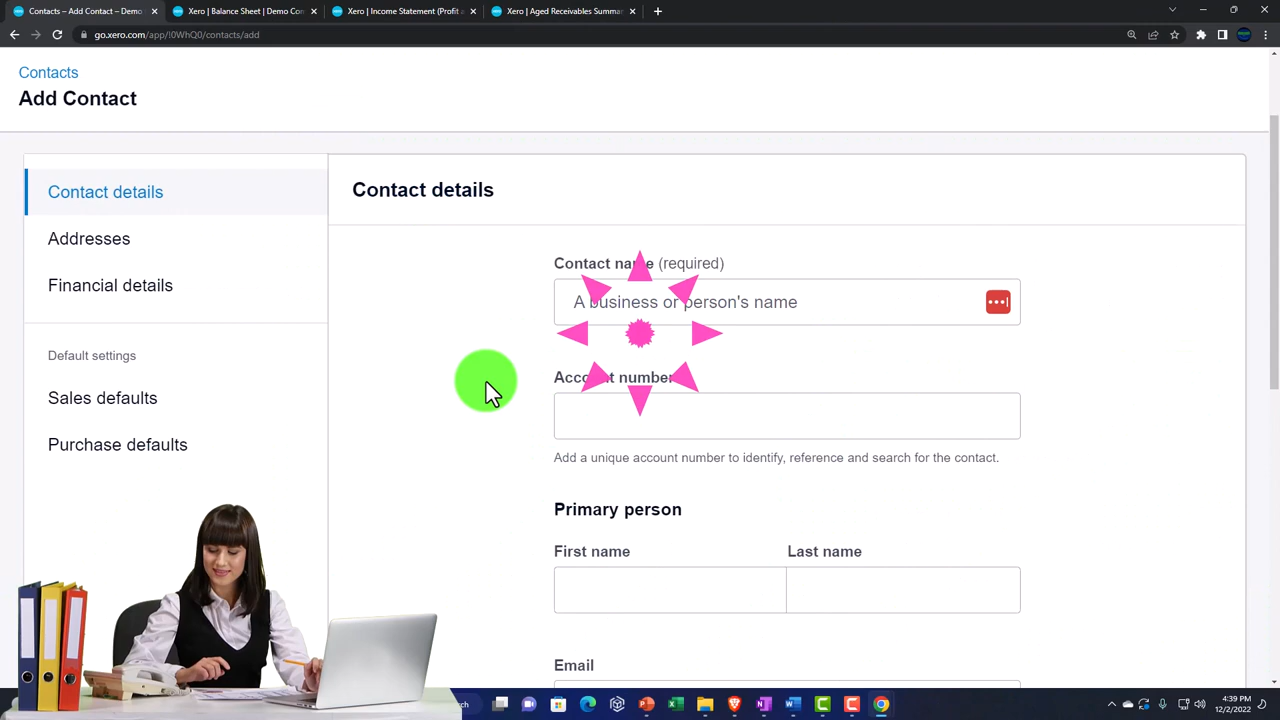 Contacts – Add Contact – Demo
Xero | Balance Sheet | Demo Con
Xero | Income Statement (Profit a
Xero | Aged Receivables Summar
go.xero.com/app/!0WhQ0/contacts/add
Contacts
Add Contact
Contact details
Addresses
Financial details
Default settings
Sales defaults
Purchase defaults
Contact details
Contact name (required)
A business or person's name
Account number
Add a unique account number to identify, reference and search for the contact.
Primary person
First name
Last name
Email
4:39 PM
12/2/2022